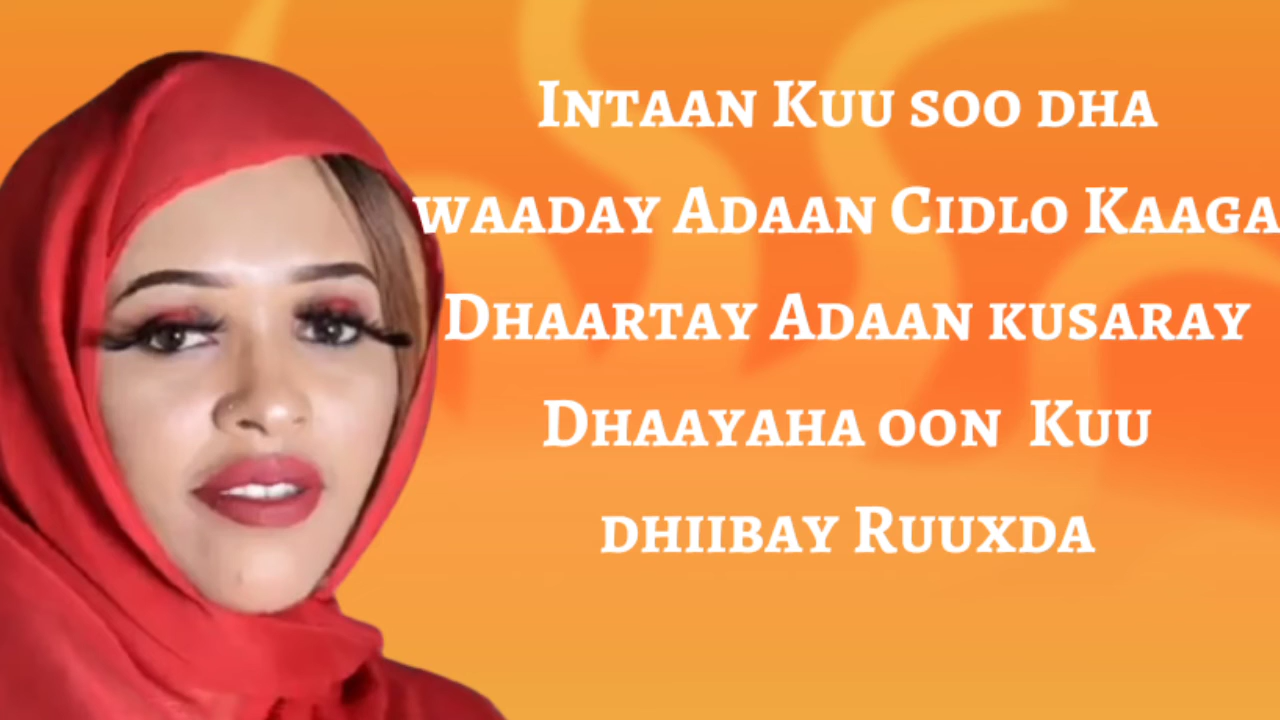 Intaan Kuu soo dha
waaday Adaan Cidlo Kaaga
Dhaartay Adaan kusaray
Dhaayaha oon Kuu
dhiibay Ruuxda